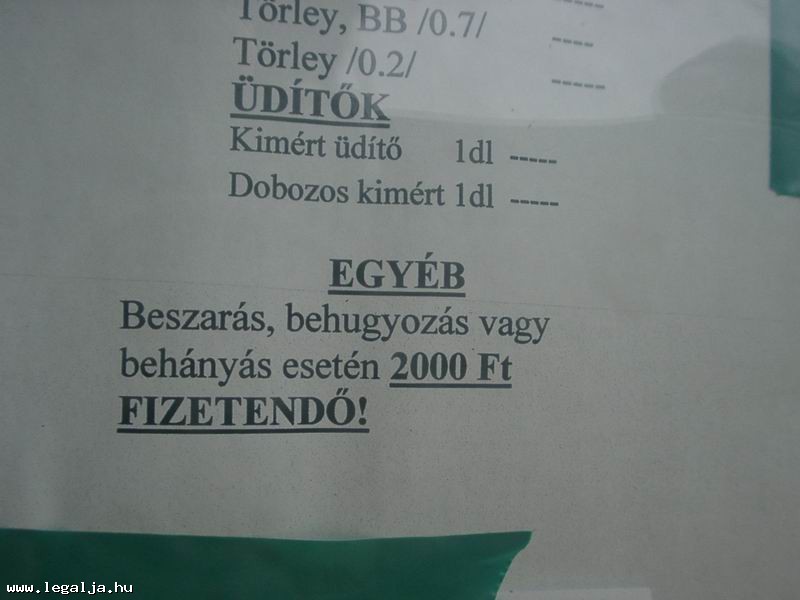 Törley, BB /0.7/ ----
Törley /0.2/ -----
ÜDÍTŐK
Kimért üdítő 1dl -----
Dobozos kimért 1dl -----
EGYÉB
Beszarás, behugyozás vagy
behányás esetén 2000 Ft
FIZETENDŐ!
www.legalja.hu